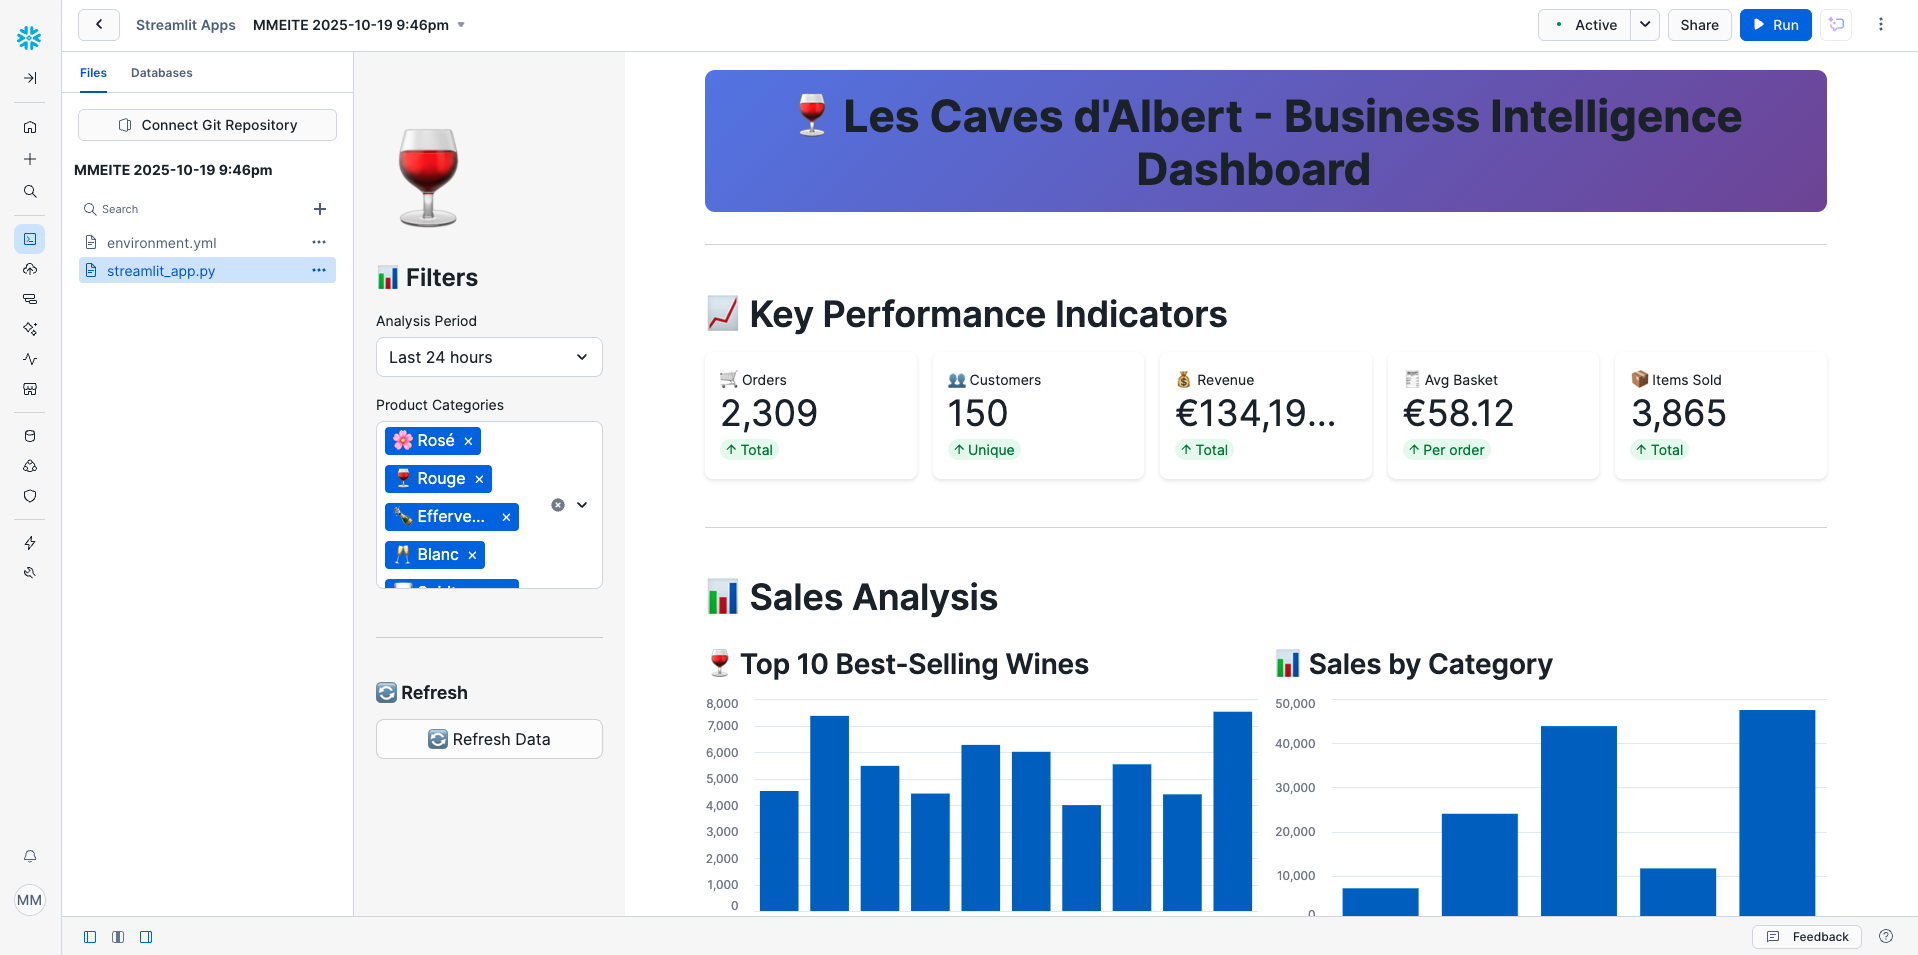 Streamlit Apps
MMEITE 2025-10-19 9:46pm
Active
Share
Run
Files
Databases
Connect Git Repository
MMEITE 2025-10-19 9:46pm
Search
environment.yml
streamlit_app.py
MM
Filters
Analysis Period
Last 24 hours
Product Categories
Rosé
Rouge
Efferve...
Blanc
Refresh
Refresh Data
Les Caves d'Albert - Business Intelligence
Dashboard
Key Performance Indicators
Orders
2,309
Total
Customers
150
Unique
Revenue
€134,19...
Total
Avg Basket
€58.12
Per order
Items Sold
3,865
Total
Sales Analysis
Top 10 Best-Selling Wines
8,000
7,000
6,000
5,000
4,000
3,000
2,000
1,000
0
Sales by Category
50,000
40,000
30,000
20,000
10,000
0
Feedback